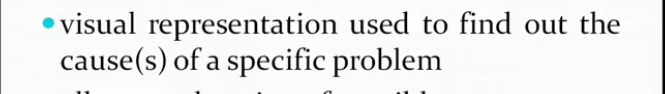 •visual representation used to find out the
cause(s) of a specific problem